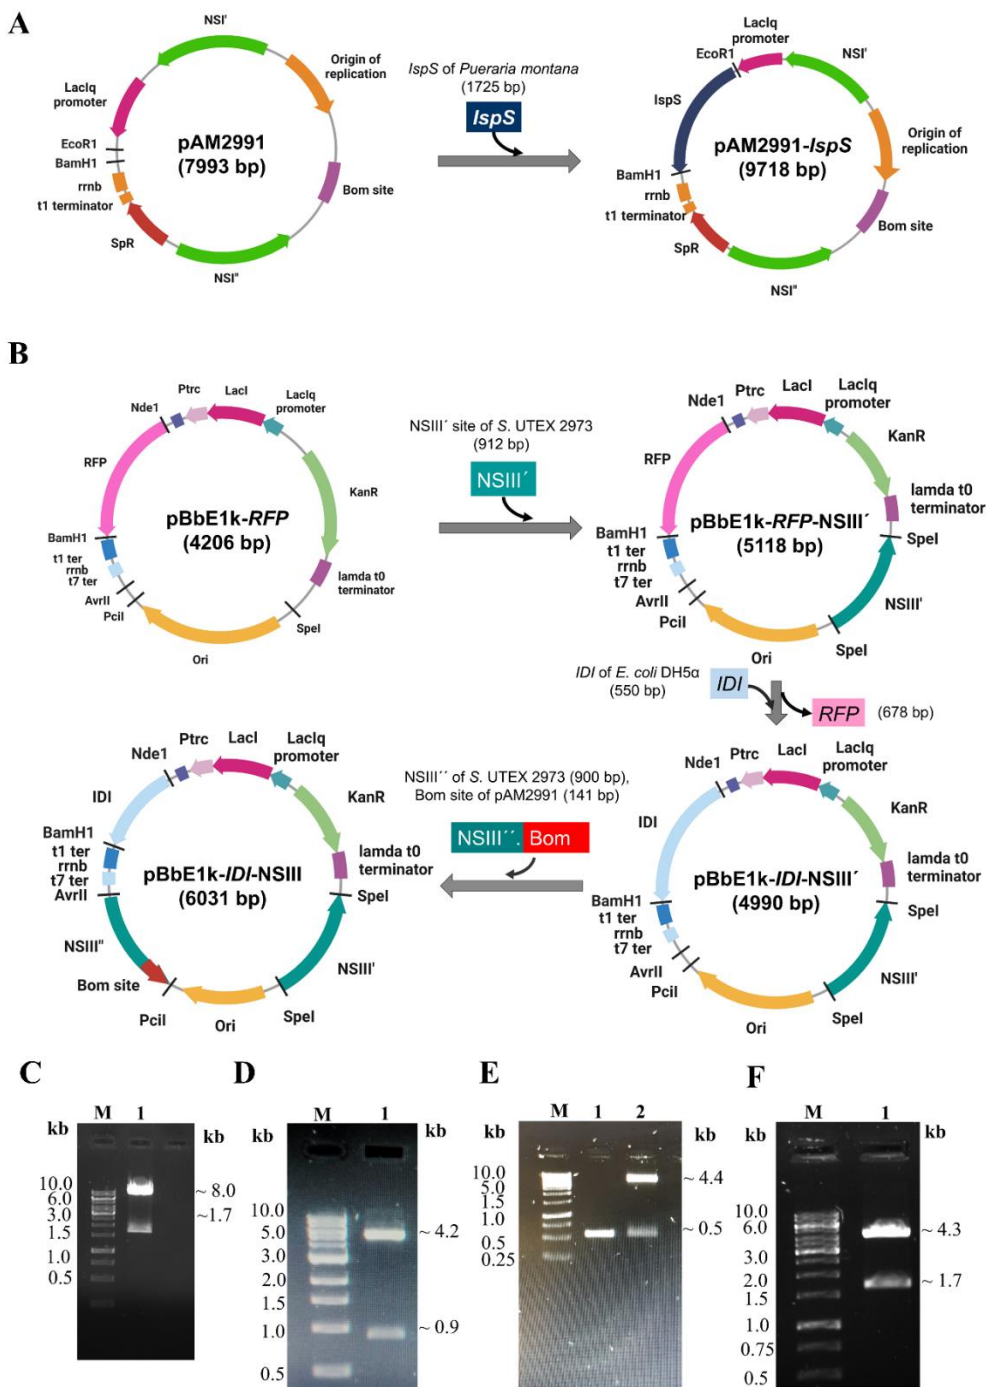 A
NSI'
LacIq
promoter
Origin of
replication
EcoR1
BamH1
rrnb
t1 terminator
SpR
NSI"
Bom site
pAM2991
(7993 bp)
IspS of Pueraria montana
(1725 bp)
IspS
LacIq
promoter
EcoR1
NSI'
IspS
Origin of
replication
BamH1
rrnb
t1 terminator
SpR
NSI"
Bom site
pAM2991-IspS
(9718 bp)
B
Ptrc
LacI
LacIq
promoter
Nde1
RFP
KanR
BamH1
t1 ter
rrnb
t7 ter
AvrII
PciI
Ori
SpeI
lamda t0
terminator
pBbE1k-RFP
(4206 bp)
NSIII´ site of S. UTEX 2973
(912 bp)
NSIII´
Ptrc
LacI
LacIq
promoter
Nde1
RFP
KanR
lamda t0
terminator
BamH1
t1 ter
rrnb
t7 ter
AvrII
PciI
SpeI
NSIII'
SpeI
Ori
pBbE1k-RFP-NSIII´
(5118 bp)
IDI of E. coli DH5α
(550 bp)
IDI
RFP
(678 bp)
Ptrc
LacI
LacIq
promoter
Nde1
IDI
KanR
lamda t0
terminator
BamH1
t1 ter
rrnb
t7 ter
AvrII
PciI
SpeI
NSIII'
SpeI
Ori
pBbE1k-IDI-NSIII´
(4990 bp)
NSIII´´ of S. UTEX 2973 (900 bp),
Bom site of pAM2991 (141 bp)
NSIII´´. Bom
Ptrc
LacI
LacIq
promoter
Nde1
IDI
KanR
BamH1
t1 ter
rrnb
t7 ter
AvrII
lamda t0
terminator
SpeI
NSIII"
Bom site
PciI
Ori
SpeI
NSIII'
pBbE1k-IDI-NSIII
(6031 bp)
C
M 1
kb
kb
10.0
6.0
3.0
1.5
1.0
0.5
~ 8.0
~1.7
D
M 1
kb
kb
10.0
5.0
3.0
2.0
1.5
1.0
0.5
~ 4.2
~ 0.9
E
M 1 2
kb
kb
10.0
5.0
1.5
1.0
0.5
0.25
~ 4.4
~ 0.5
F
M 1
kb
kb
10.0
6.0
3.0
2.0
1.5
1.0
0.75
0.5
~ 4.3
~ 1.7